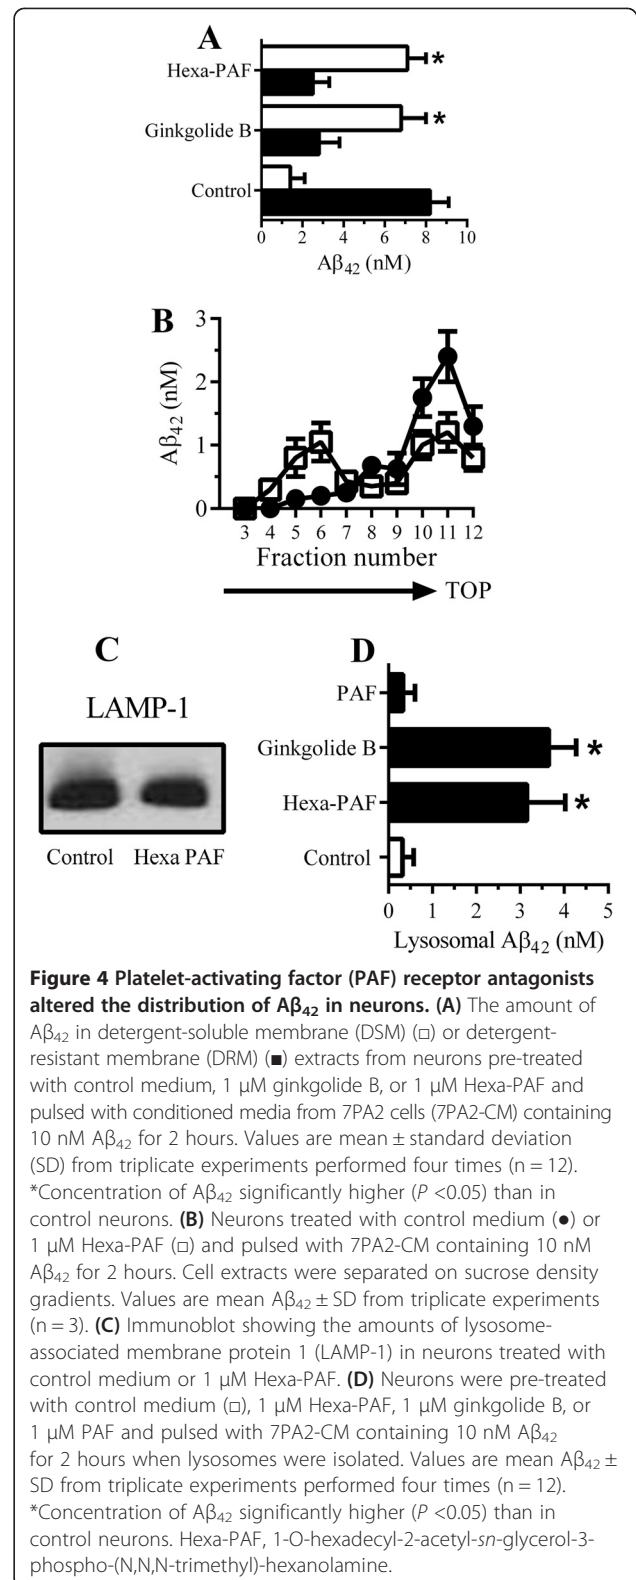 A
Hexa-PAF
*
Ginkgolide B
*
Control
0 2 4 6 8 10
Aβ42 (nM)
B
3
2
1
0
Aβ42 (nM)
3 4 5 6 7 8 9 10 11 12
Fraction number
TOP
C
LAMP-1
Control Hexa PAF
D
PAF
Ginkgolide B
*
Hexa-PAF
*
Control
0 1 2 3 4 5
Lysosomal Aβ42 (nM)
Figure 4 Platelet-activating factor (PAF) receptor antagonists
altered the distribution of Aβ42 in neurons. (A) The amount of
Aβ42 in detergent-soluble membrane (DSM) (□) or detergent-
resistant membrane (DRM) (■) extracts from neurons pre-treated
with control medium, 1 μM ginkgolide B, or 1 μM Hexa-PAF and
pulsed with conditioned media from 7PA2 cells (7PA2-CM) containing
10 nM Aβ42 for 2 hours. Values are mean ± standard deviation
(SD) from triplicate experiments performed four times (n = 12).
*Concentration of Aβ42 significantly higher (P <0.05) than in
control neurons. (B) Neurons treated with control medium (●) or
1 μM Hexa-PAF (□) and pulsed with 7PA2-CM containing 10 nM
Aβ42 for 2 hours. Cell extracts were separated on sucrose density
gradients. Values are mean Aβ42 ± SD from triplicate experiments
(n = 3). (C) Immunoblot showing the amounts of lysosome-
associated membrane protein 1 (LAMP-1) in neurons treated with
control medium or 1 μM Hexa-PAF. (D) Neurons were pre-treated
with control medium (□), 1 μM Hexa-PAF, 1 μM ginkgolide B, or
1 μM PAF and pulsed with 7PA2-CM containing 10 nM Aβ42
for 2 hours when lysosomes were isolated. Values are mean Aβ42 ±
SD from triplicate experiments performed four times (n = 12).
*Concentration of Aβ42 significantly higher (P <0.05) than in
control neurons. Hexa-PAF, 1-O-hexadecyl-2-acetyl-sn-glycerol-3-
phospho-(N,N,N-trimethyl)-hexanolamine.